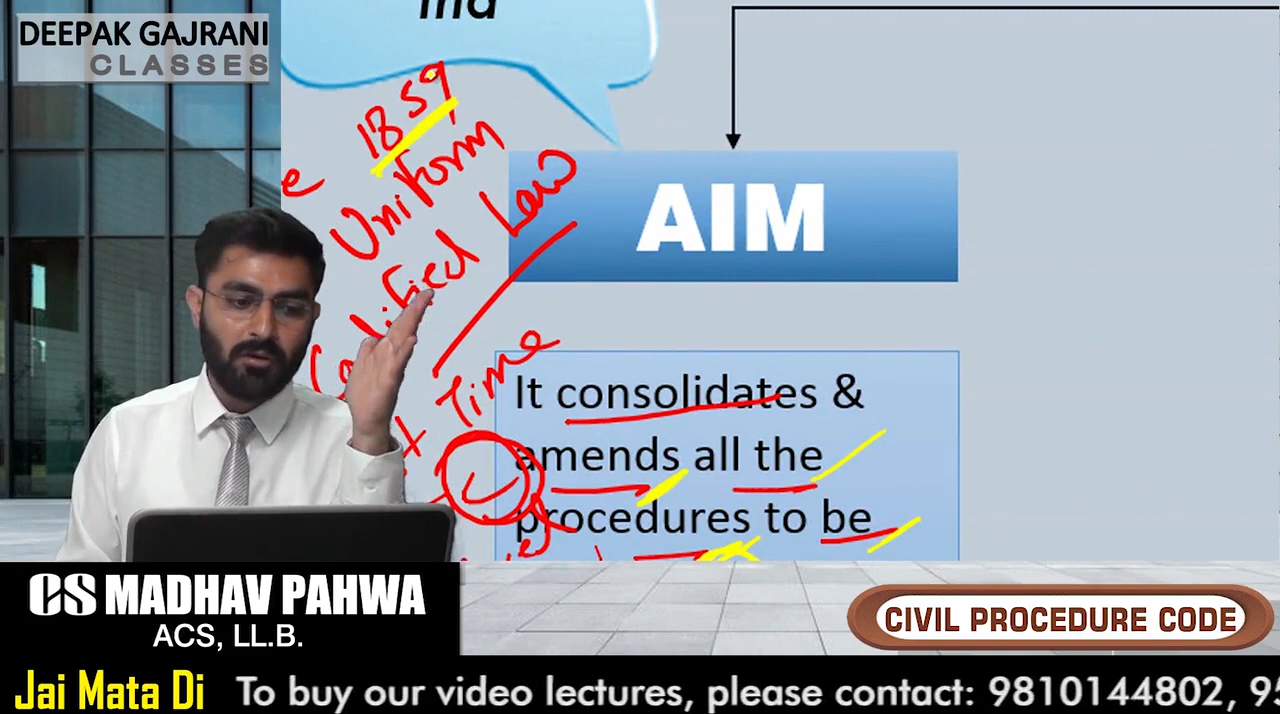 DEEPAK GAJRANI
CLASSES
1859
Uniform
Law
Time
AIM
It consolidates &
amends all the
procedures to be
CS MADHAV PAHWA
ACS, LL.B.
CIVIL PROCEDURE CODE
Jai Mata Di To buy our video lectures, please contact: 9810144802,